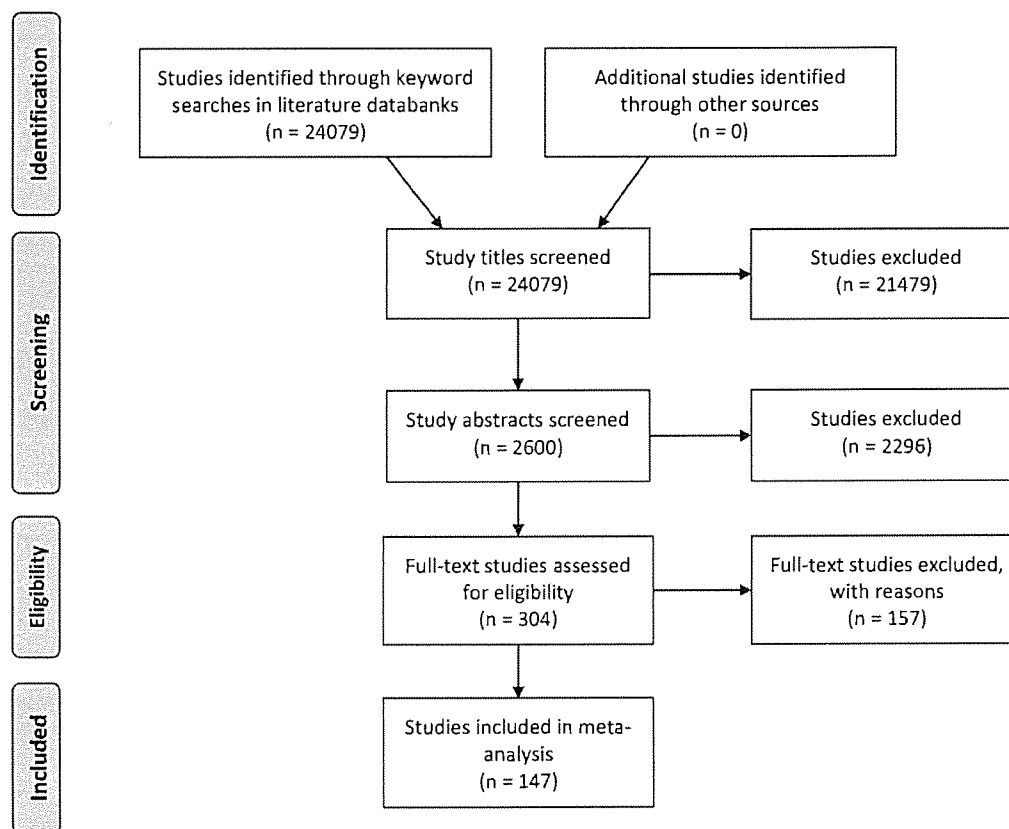 Identification
Studies identified through keyword
searches in literature databanks
(n = 24079)
Additional studies identified
through other sources
(n = 0)
Screening
Study titles screened
(n = 24079)
Studies excluded
(n = 21479)
Study abstracts screened
(n = 2600)
Studies excluded
(n = 2296)
Eligibility
Full-text studies assessed
for eligibility
(n = 304)
Full-text studies excluded,
with reasons
(n = 157)
Included
Studies included in meta-
analysis
(n = 147)